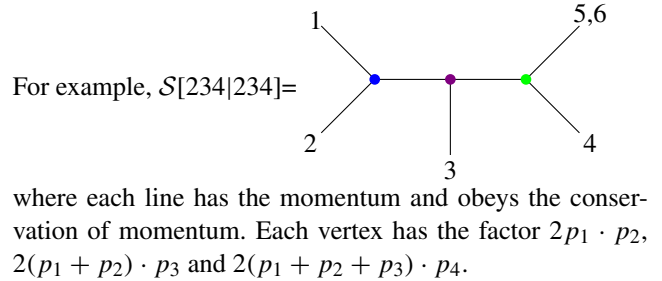 1
5,6
For example, 𝒮[234|234]=
2
3
4
where each line has the momentum and obeys the conser-
vation of momentum. Each vertex has the factor 2p₁ · p₂,
2(p₁ + p₂) · p₃ and 2(p₁ + p₂ + p₃) · p₄.